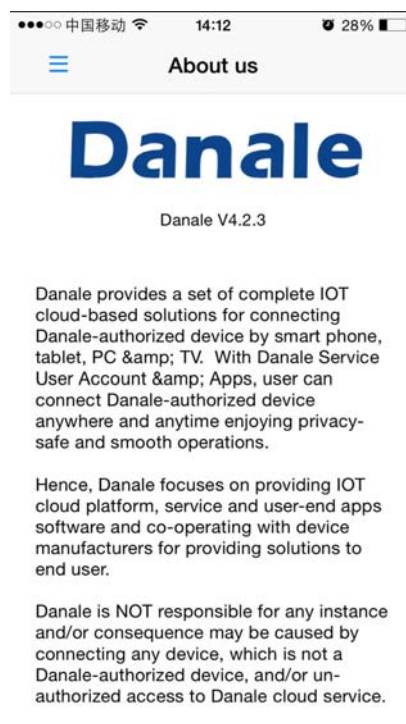 中国移动 14:12 28%
About us
Danale
Danale V4.2.3
Danale provides a set of complete IOT
cloud-based solutions for connecting
Danale-authorized device by smart phone,
tablet, PC &amp; TV.  With Danale Service
User Account &amp; Apps, user can
connect Danale-authorized device
anywhere and anytime enjoying privacy-
safe and smooth operations.
Hence, Danale focuses on providing IOT
cloud platform, service and user-end apps
software and co-operating with device
manufacturers for providing solutions to
end user.
Danale is NOT responsible for any instance
and/or consequence may be caused by
connecting any device, which is not a
Danale-authorized device, and/or un-
authorized access to Danale cloud service.